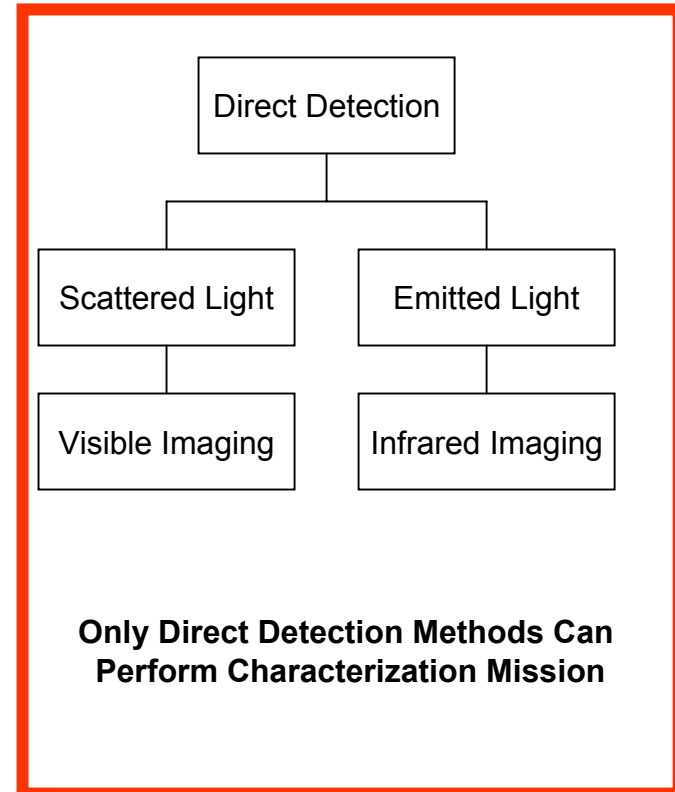 Direct Detection
Scattered Light
Emitted Light
Visible Imaging
Infrared Imaging
Only Direct Detection Methods Can
Perform Characterization Mission